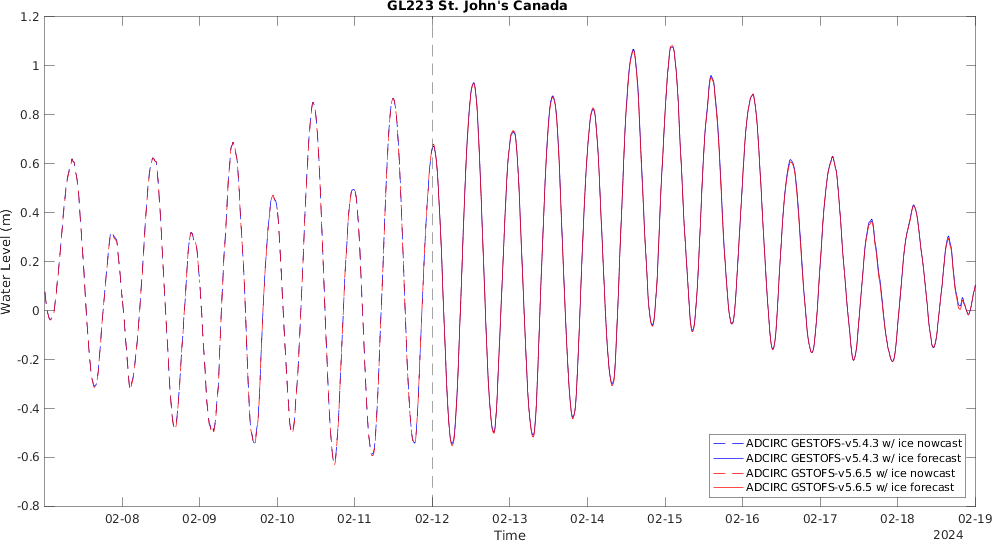 GL223 St. John's Canada
Water Level (m)
1.2
1
0.8
0.6
0.4
0.2
0
-0.2
-0.4
-0.6
-0.8
ADCIRC GESTOFS-v5.4.3 w/ ice nowcast
ADCIRC GESTOFS-v5.4.3 w/ ice forecast
ADCIRC GSTOFS-v5.6.5 w/ ice nowcast
ADCIRC GSTOFS-v5.6.5 w/ ice forecast
02-08 02-09 02-10 02-11 02-12 02-13 02-14 02-15 02-16 02-17 02-18 02-19
Time
2024